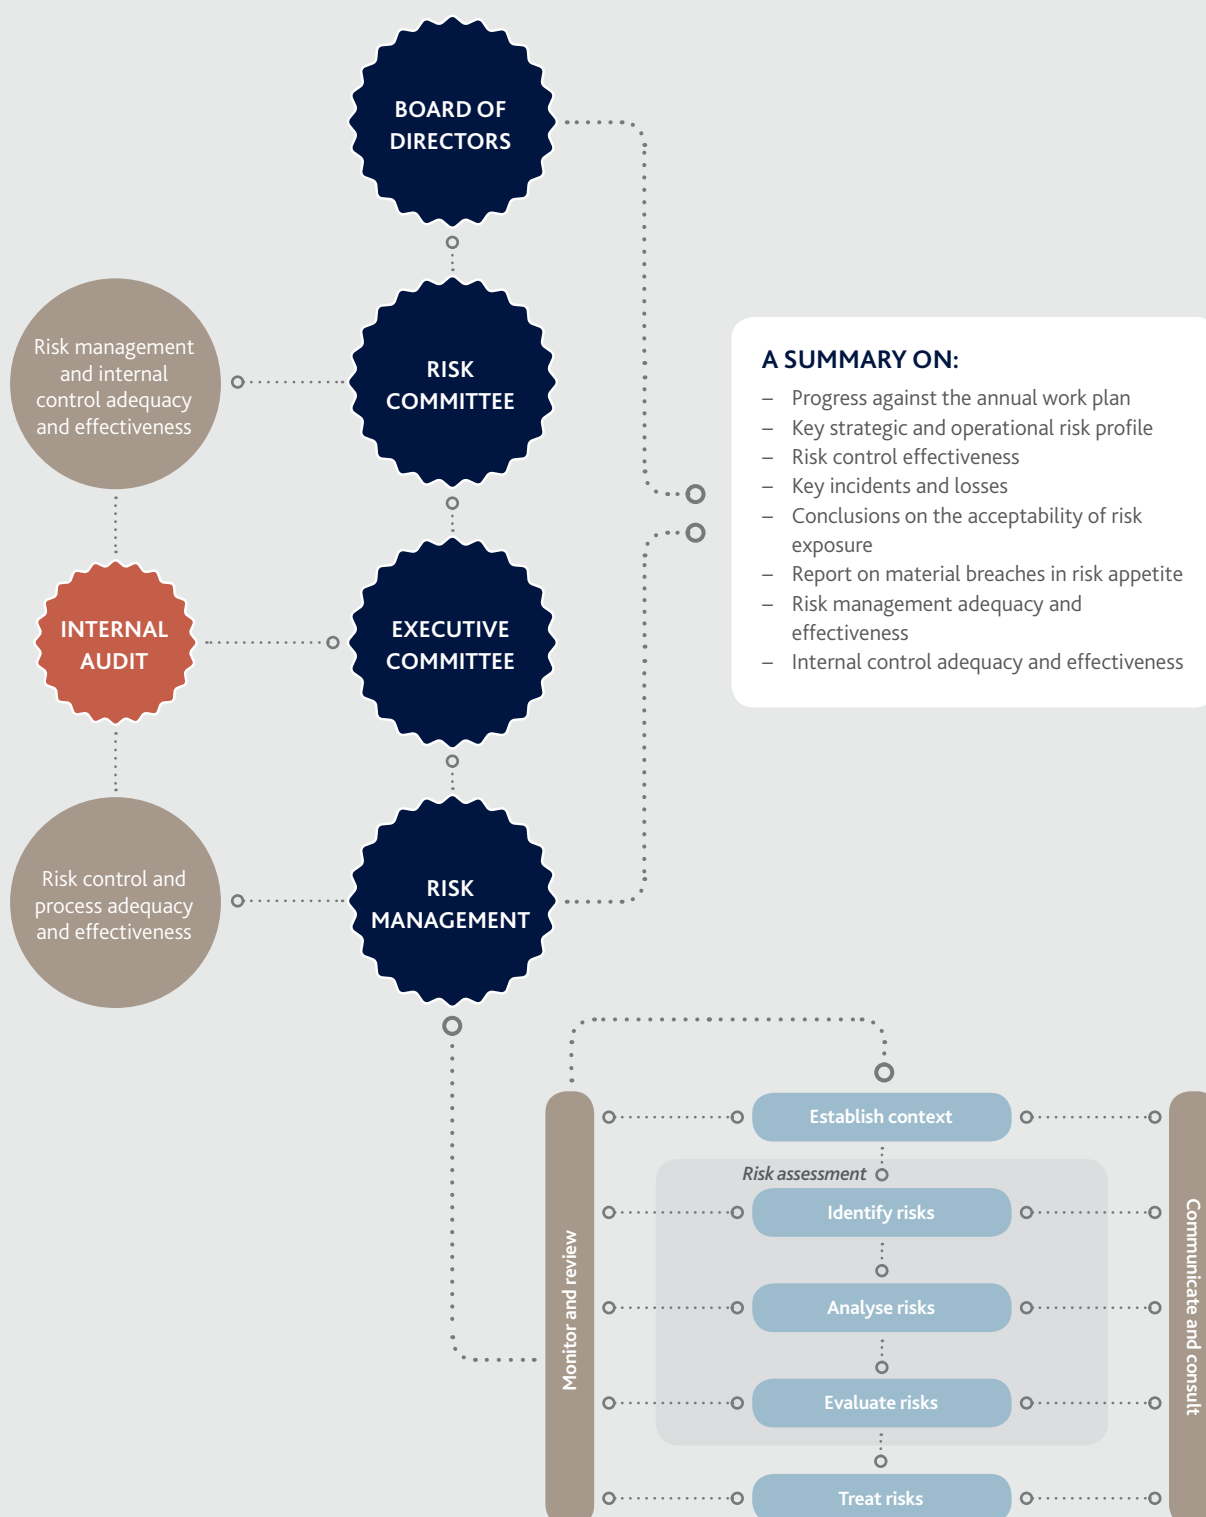 BOARD OF
DIRECTORS
Risk management
and internal
control adequacy
and effectiveness
RISK
COMMITTEE
A SUMMARY ON:
– Progress against the annual work plan
– Key strategic and operational risk profile
– Risk control effectiveness
– Key incidents and losses
– Conclusions on the acceptability of risk
exposure
– Report on material breaches in risk appetite
– Risk management adequacy and
effectiveness
– Internal control adequacy and effectiveness
INTERNAL
AUDIT
EXECUTIVE
COMMITTEE
Risk control and
process adequacy
and effectiveness
RISK
MANAGEMENT
Monitor and review
Establish context
Risk assessment
Identify risks
Analyse risks
Evaluate risks
Treat risks
Communicate and consult